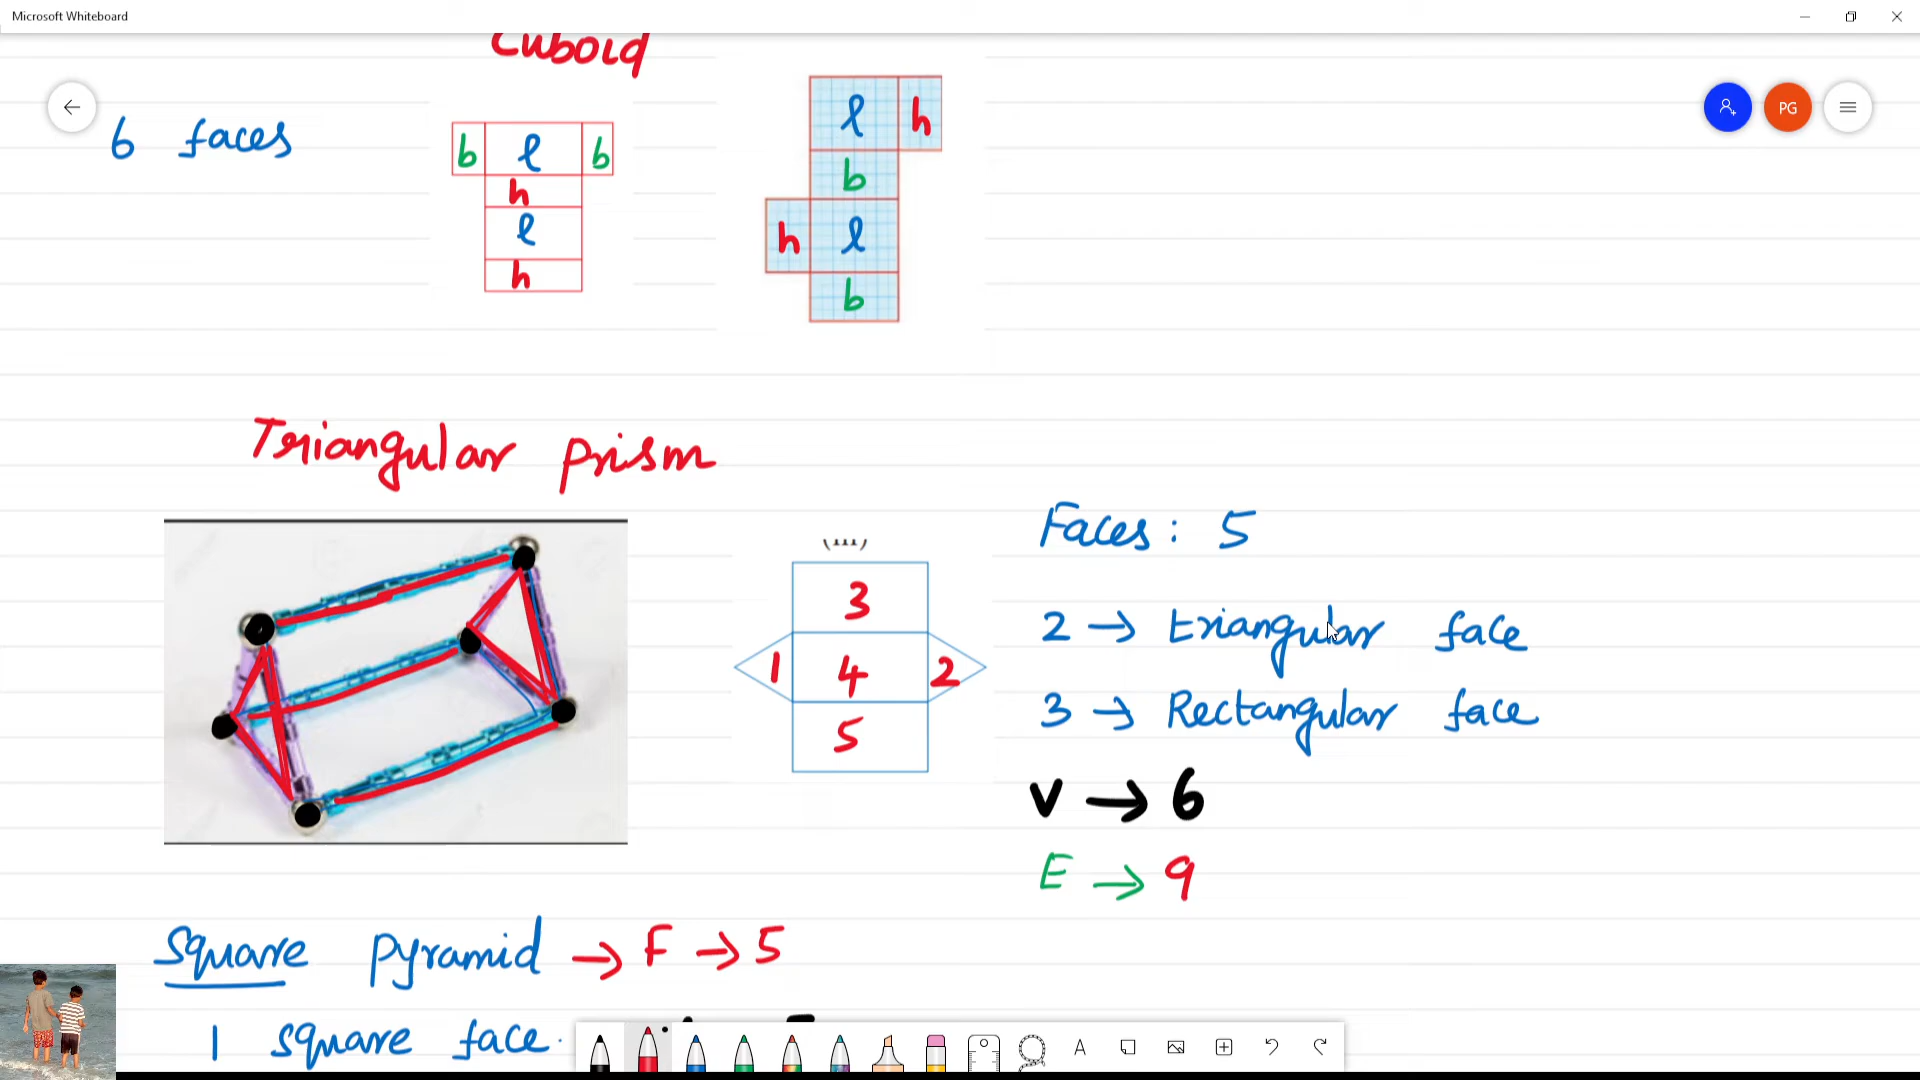 Microsoft Whiteboard
Cuboid
6 faces
b l b
h
l
h
l h
b
h l
b
PG
Triangular prism
3
1 4 2
5
Faces: 5
2 → triangular face
3 → Rectangular face
V → 6
E → 9
Square pyramid → F → 5
1 square face.
A